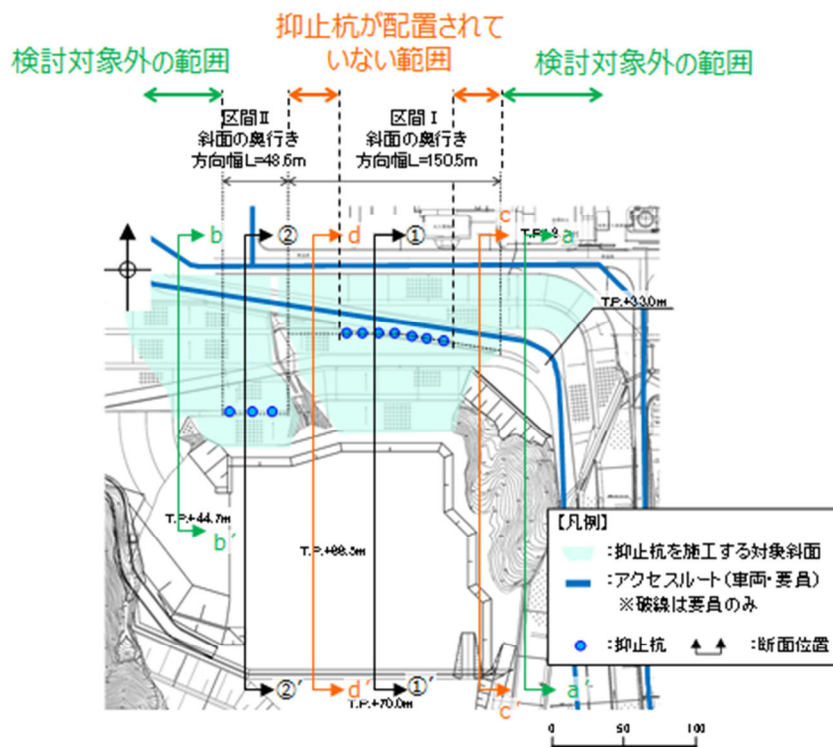 抑止杭が配置されて
いない範囲
検討対象外の範囲
検討対象外の範囲
区間Ⅱ
斜面の奥行き
方向幅L=48.6m
区間Ⅰ
斜面の奥行き
方向幅L=150.5m
b
②
d
①
c
a
T.P.+33.0m
T.P.+44.7m
b´
【凡例】
:抑止杭を施工する対象斜面
:アクセスルート(車両・要員)
※破線は要員のみ
:抑止杭
:断面位置
②´
d´
①´
c´
a´
T.P.+70.0m
0 50 100